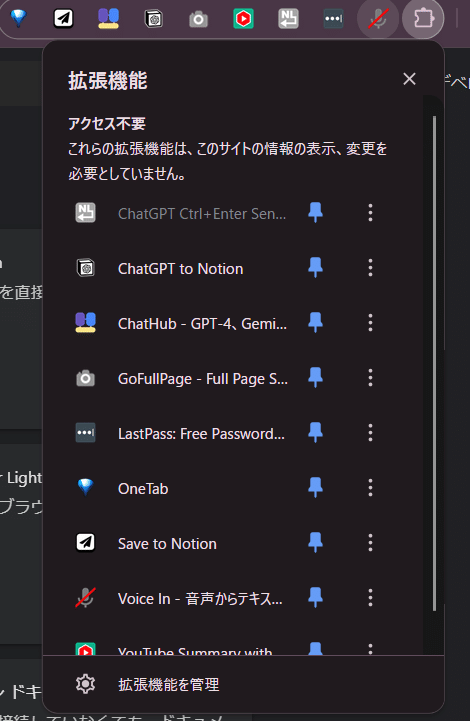 NL
デベ
拡張機能
アクセス不要
これらの拡張機能は、このサイトの情報の表示、変更を
必要としていません。
NL
ChatGPT Ctrl+Enter Sen...
ChatGPT to Notion
を直接
ChatHub - GPT-4、Gemi...
GoFullPage - Full Page S...
LastPass: Free Password...
r Light
OneTab
ブラウ
Save to Notion
Voice In - 音声からテキス...
YouTube Summary with
拡張機能を管理
ドキ